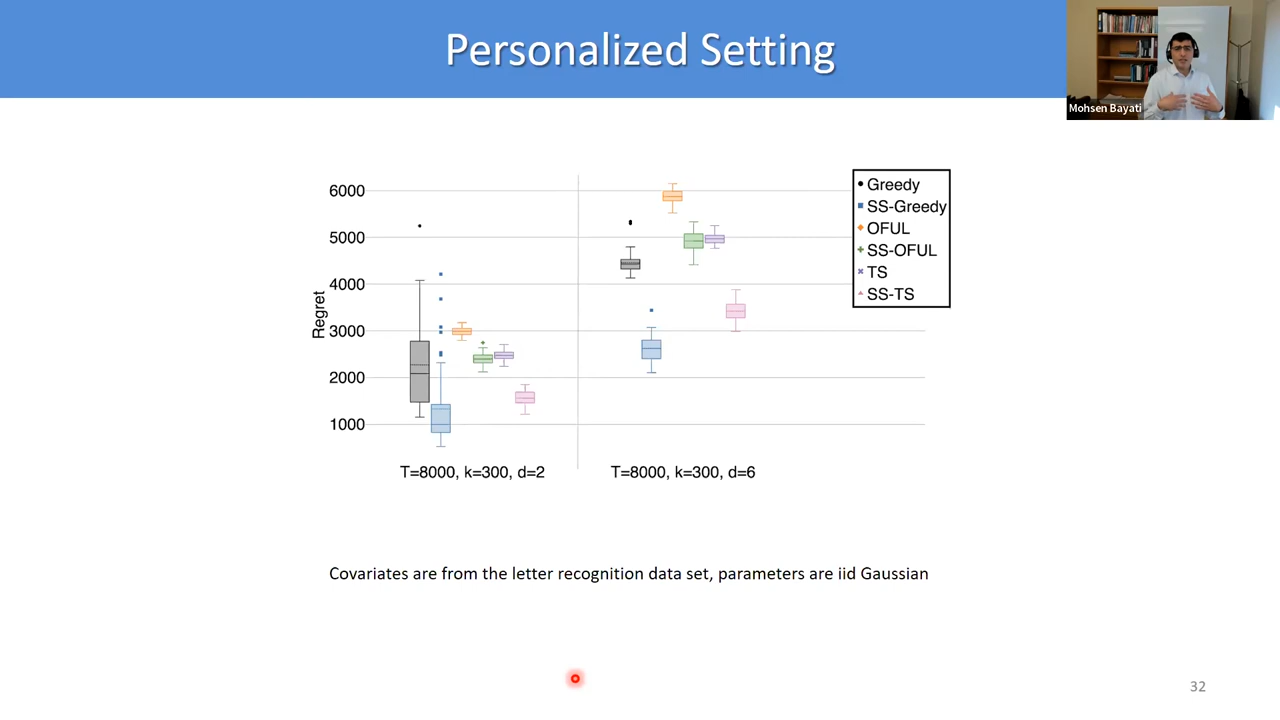 Personalized Setting
Mohsen Bayati
6000
5000
4000
3000
2000
1000
Regret
T=8000, k=300, d=2
T=8000, k=300, d=6
Greedy
SS-Greedy
OFUL
SS-OFUL
TS
SS-TS
Covariates are from the letter recognition data set, parameters are iid Gaussian
32